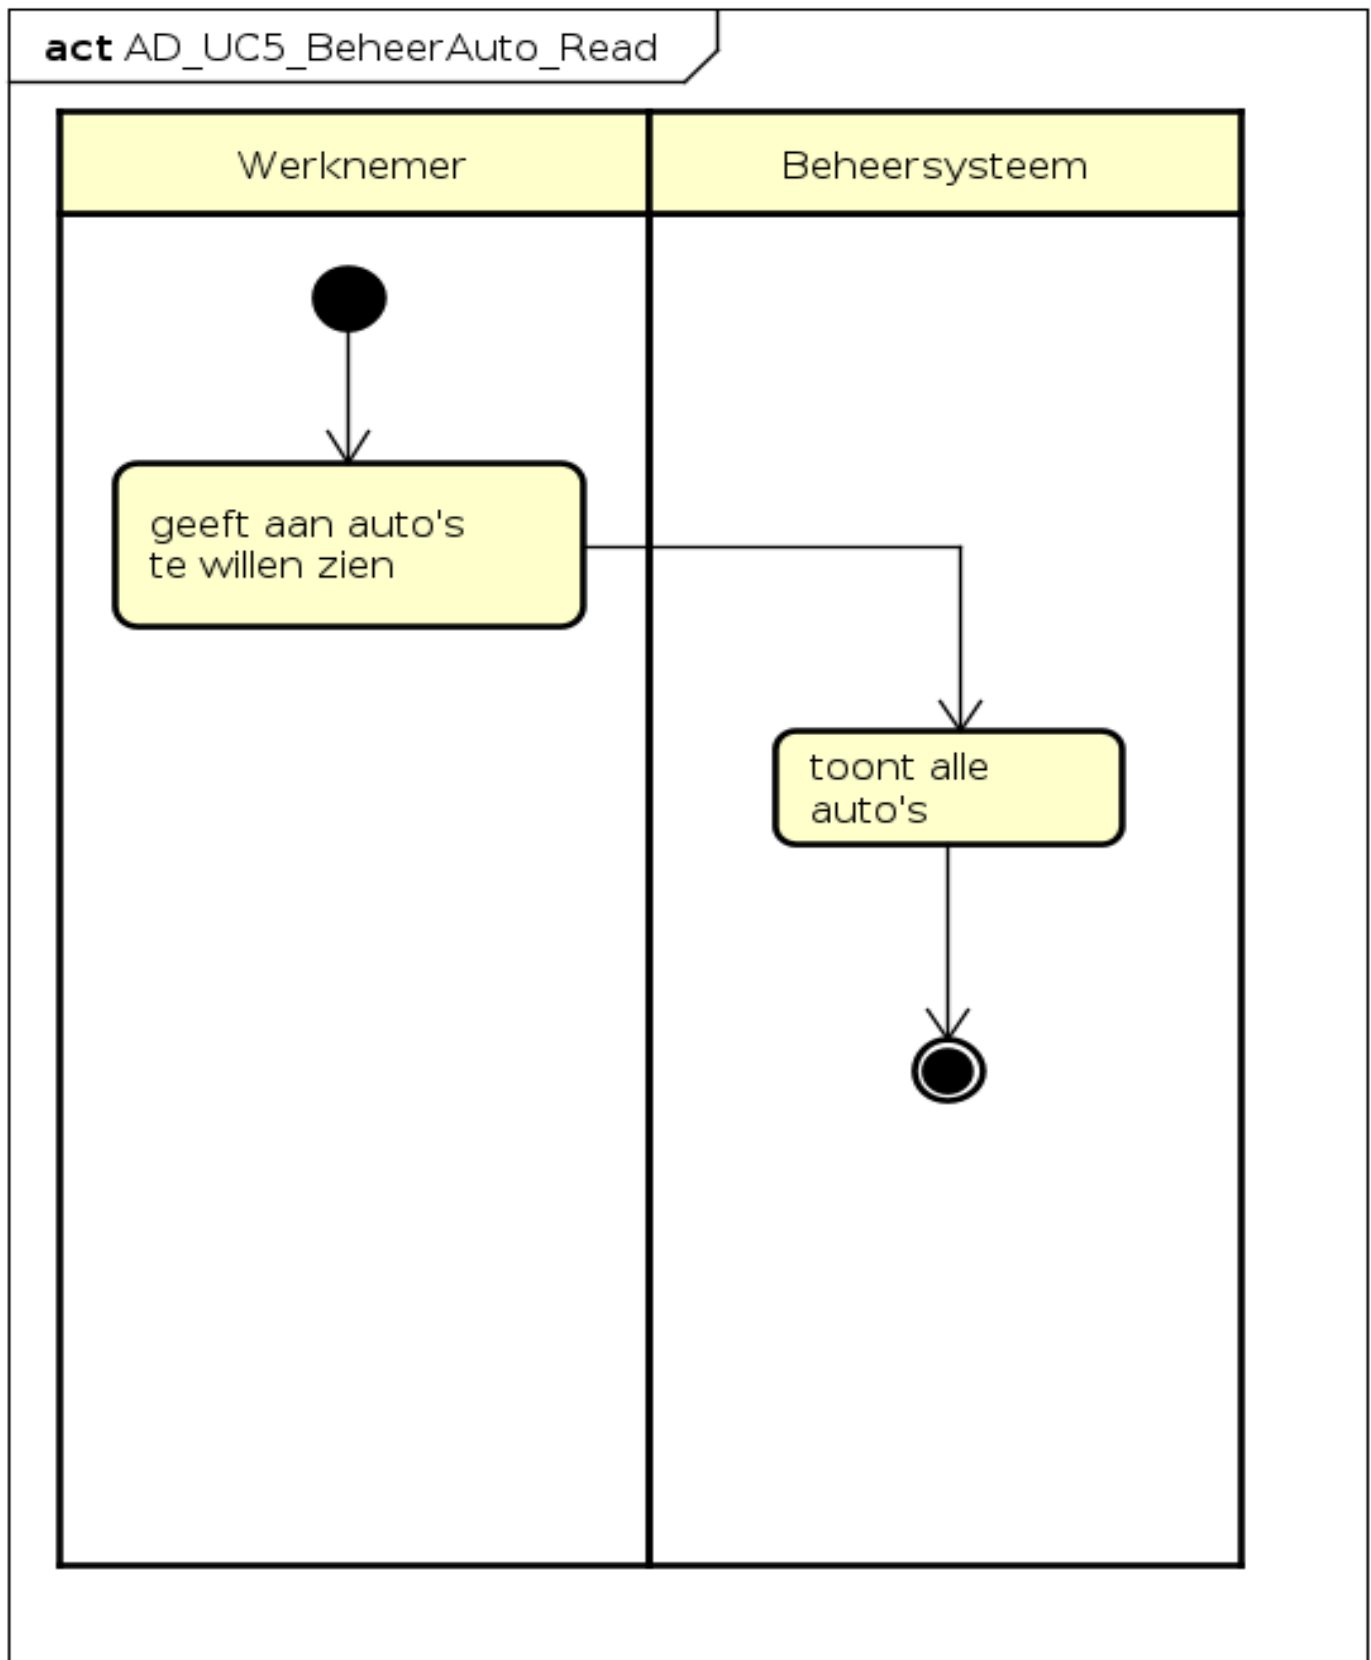 act AD_UC5_BeheerAuto_Read
Werknemer
Beheersysteem
geeft aan auto's
te willen zien
toont alle
auto's